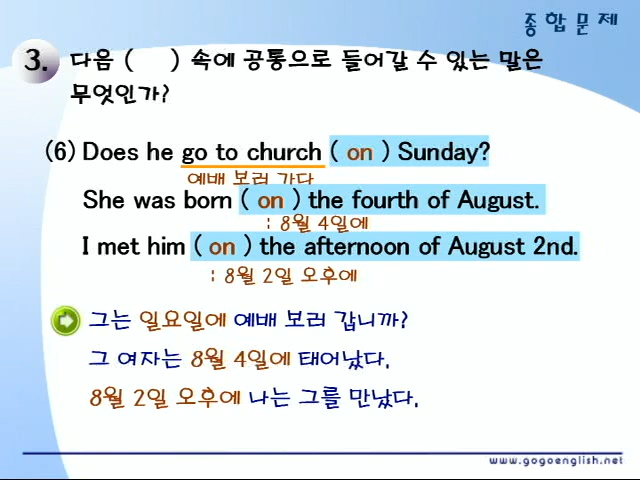 종합문제
3. 다음 (    ) 속에 공통으로 들어갈 수 있는 말은
무엇인가?
(6) Does he go to church ( on ) Sunday?
예배 보러 가다
She was born ( on ) the fourth of August.
: 8월 4일에
I met him ( on ) the afternoon of August 2nd.
: 8월 2일 오후에
그는 일요일에 예배 보러 갑니까?
그 여자는 8월 4일에 태어났다.
8월 2일 오후에 나는 그를 만났다.
www.gogoenglish.net